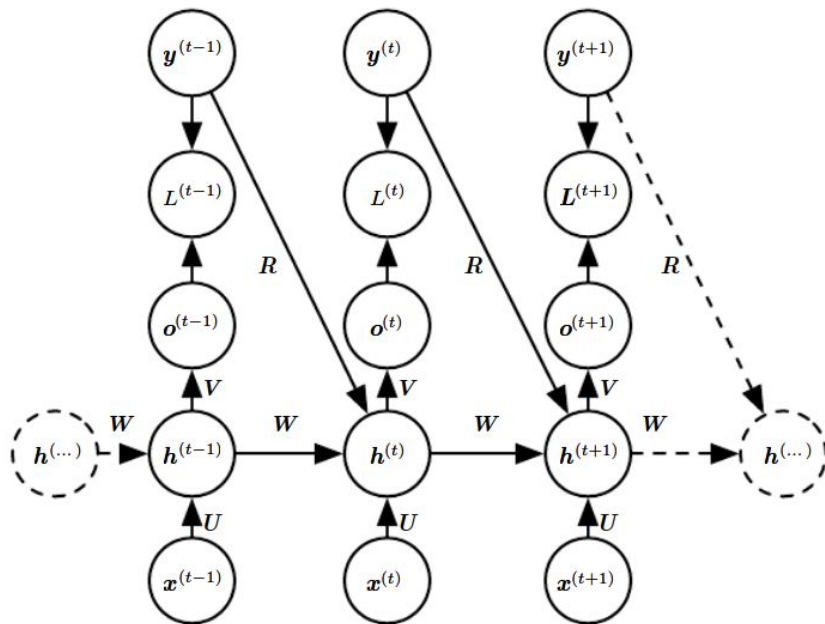 y^(t−1) y^(t) y^(t+1)
L^(t−1) L^(t) L^(t+1)
R R R
o^(t−1) o^(t) o^(t+1)
V V V
W W W W
h^(...) h^(t−1) h^(t) h^(t+1) h^(...)
U U U
x^(t−1) x^(t) x^(t+1)